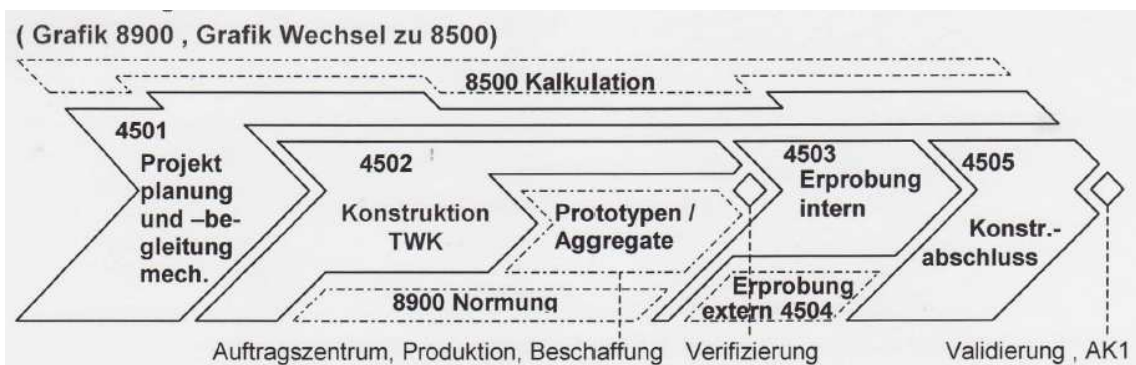 ( Grafik 8900 , Grafik Wechsel zu 8500)
8500 Kalkulation
4501
Projekt
planung
und –be-
gleitung
mech.
4502
Konstruktion
TWK
Prototypen /
Aggregate
8900 Normung
4503
Erprobung
intern
Erprobung
extern 4504
4505
Konstr.-
abschluss
Auftragszentrum, Produktion, Beschaffung
Verifizierung
Validierung , AK1